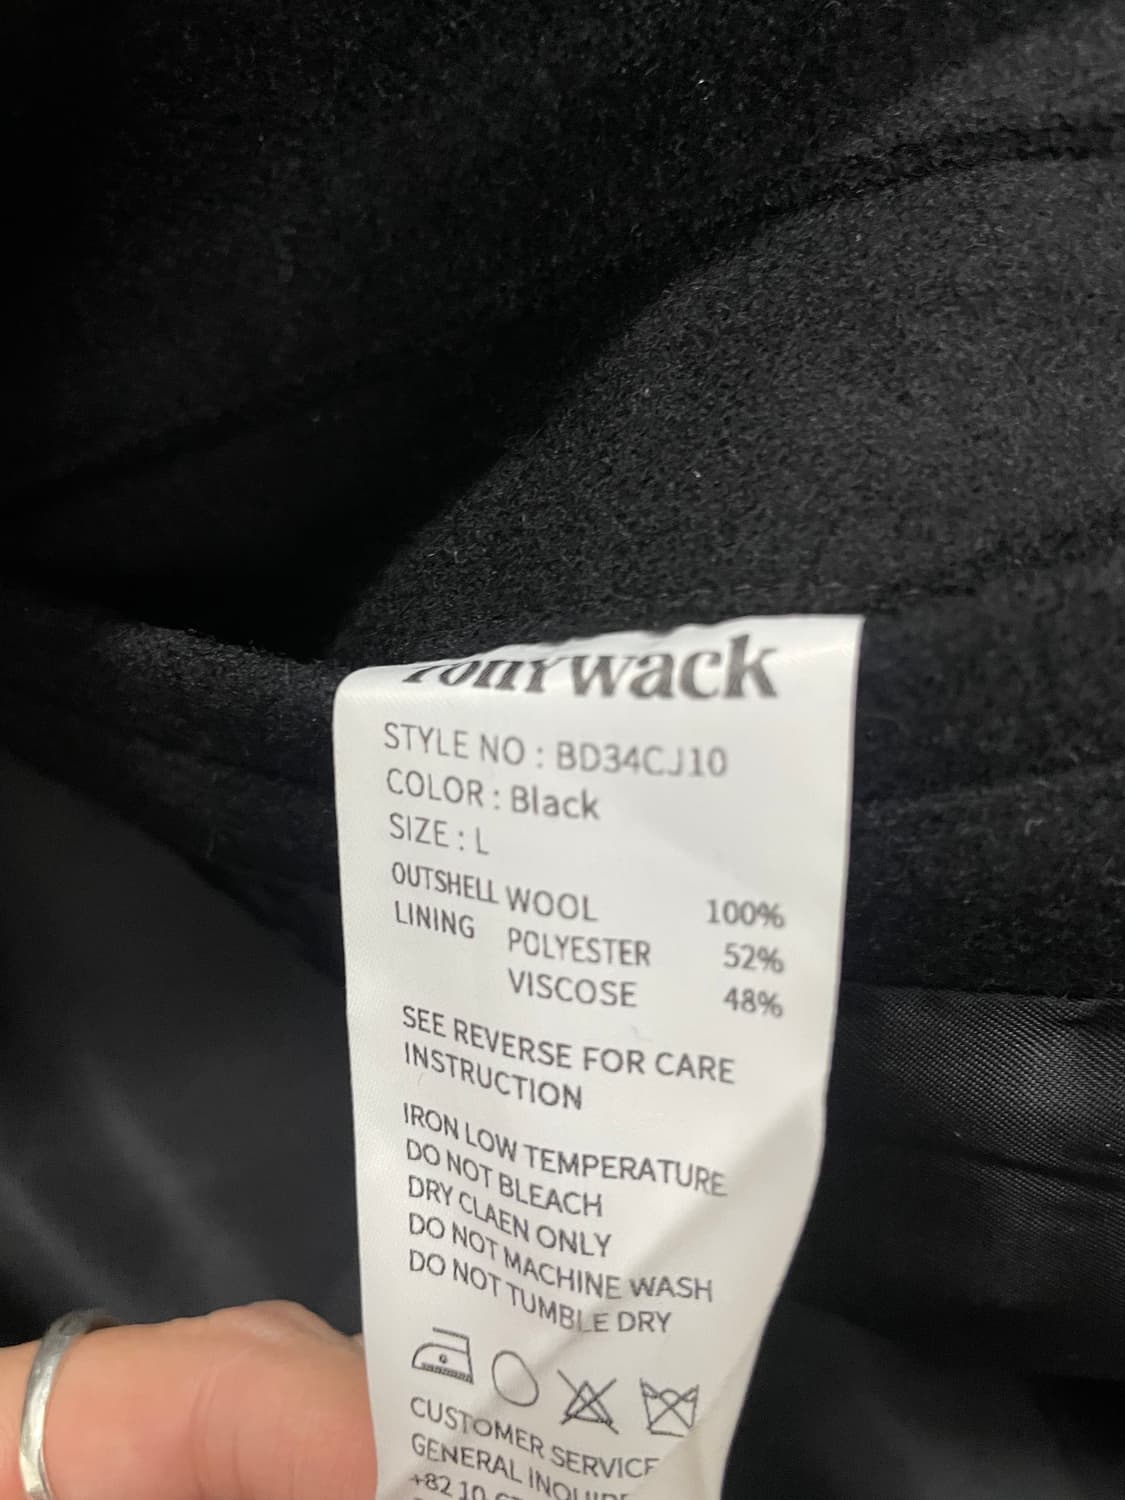 Tonywack
STYLE NO : BD34CJ10
COLOR : Black
SIZE : L
OUTSHELL WOOL 100%
LINING POLYESTER 52%
VISCOSE 48%
SEE REVERSE FOR CARE
INSTRUCTION
IRON LOW TEMPERATURE
DO NOT BLEACH
DRY CLAEN ONLY
DO NOT MACHINE WASH
DO NOT TUMBLE DRY
CUSTOMER SERVICE
GENERAL
+82 10